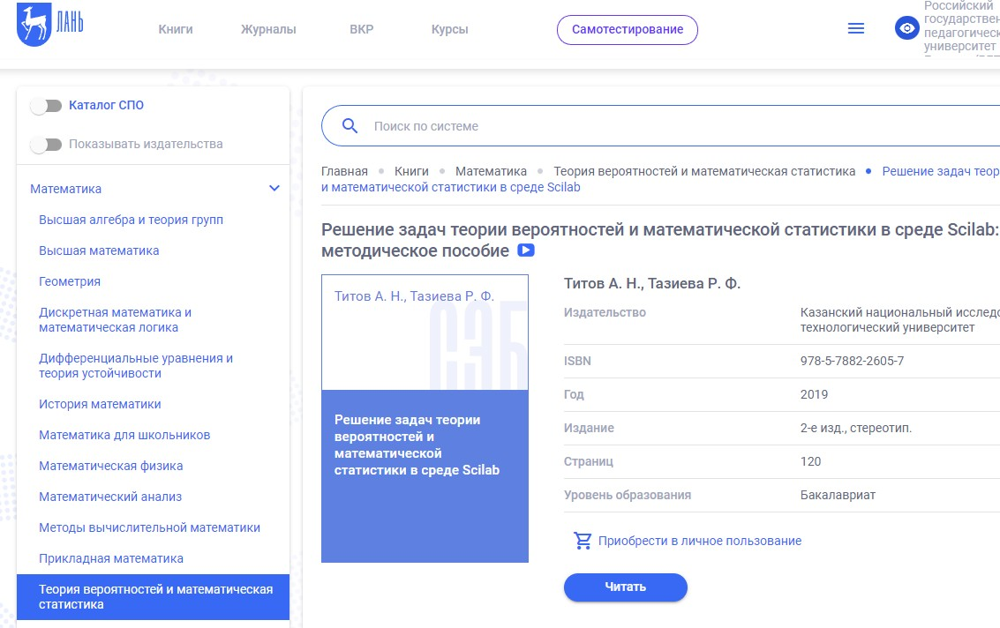 ЛАНЬ
Книги
Журналы
ВКР
Курсы
Самотестирование
Российский
государствен
педагогическ
университет
Каталог СПО
Показывать издательства
Математика
Высшая алгебра и теория групп
Высшая математика
Геометрия
Дискретная математика и
математическая логика
Дифференциальные уравнения и
теория устойчивости
История математики
Математика для школьников
Математическая физика
Математический анализ
Методы вычислительной математики
Прикладная математика
Теория вероятностей и математическая
статистика
Поиск по системе
Главная • Книги • Математика • Теория вероятностей и математическая статистика • Решение задач теор
и математической статистики в среде Scilab
Решение задач теории вероятностей и математической статистики в среде Scilab:
методическое пособие
Титов А. Н., Тазиева Р. Ф.
СЭБ
Решение задач теории
вероятностей и
математической
статистики в среде Scilab
Титов А. Н., Тазиева Р. Ф.
Издательство Казанский национальный исследо
технологический университет
ISBN 978-5-7882-2605-7
Год 2019
Издание 2-е изд., стереотип.
Страниц 120
Уровень образования Бакалавриат
Приобрести в личное пользование
Читать